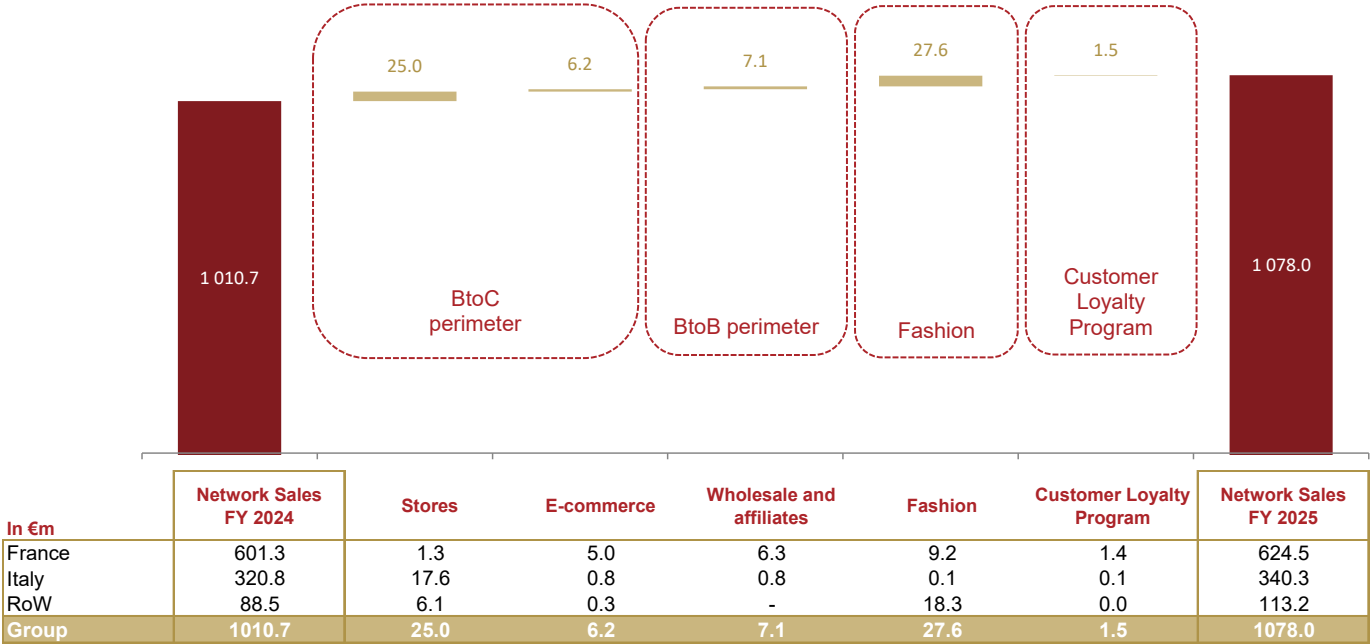 25.0
6.2
7.1
27.6
1.5
1 010.7
1 078.0
BtoC
perimeter
BtoB perimeter
Fashion
Customer
Loyalty
Program
In €m
Network Sales
FY 2024
Stores
E-commerce
Wholesale and
affiliates
Fashion
Customer Loyalty
Program
Network Sales
FY 2025
France 601.3 1.3 5.0 6.3 9.2 1.4 624.5
Italy 320.8 17.6 0.8 0.8 0.1 0.1 340.3
RoW 88.5 6.1 0.3 - 18.3 0.0 113.2
Group 1010.7 25.0 6.2 7.1 27.6 1.5 1078.0